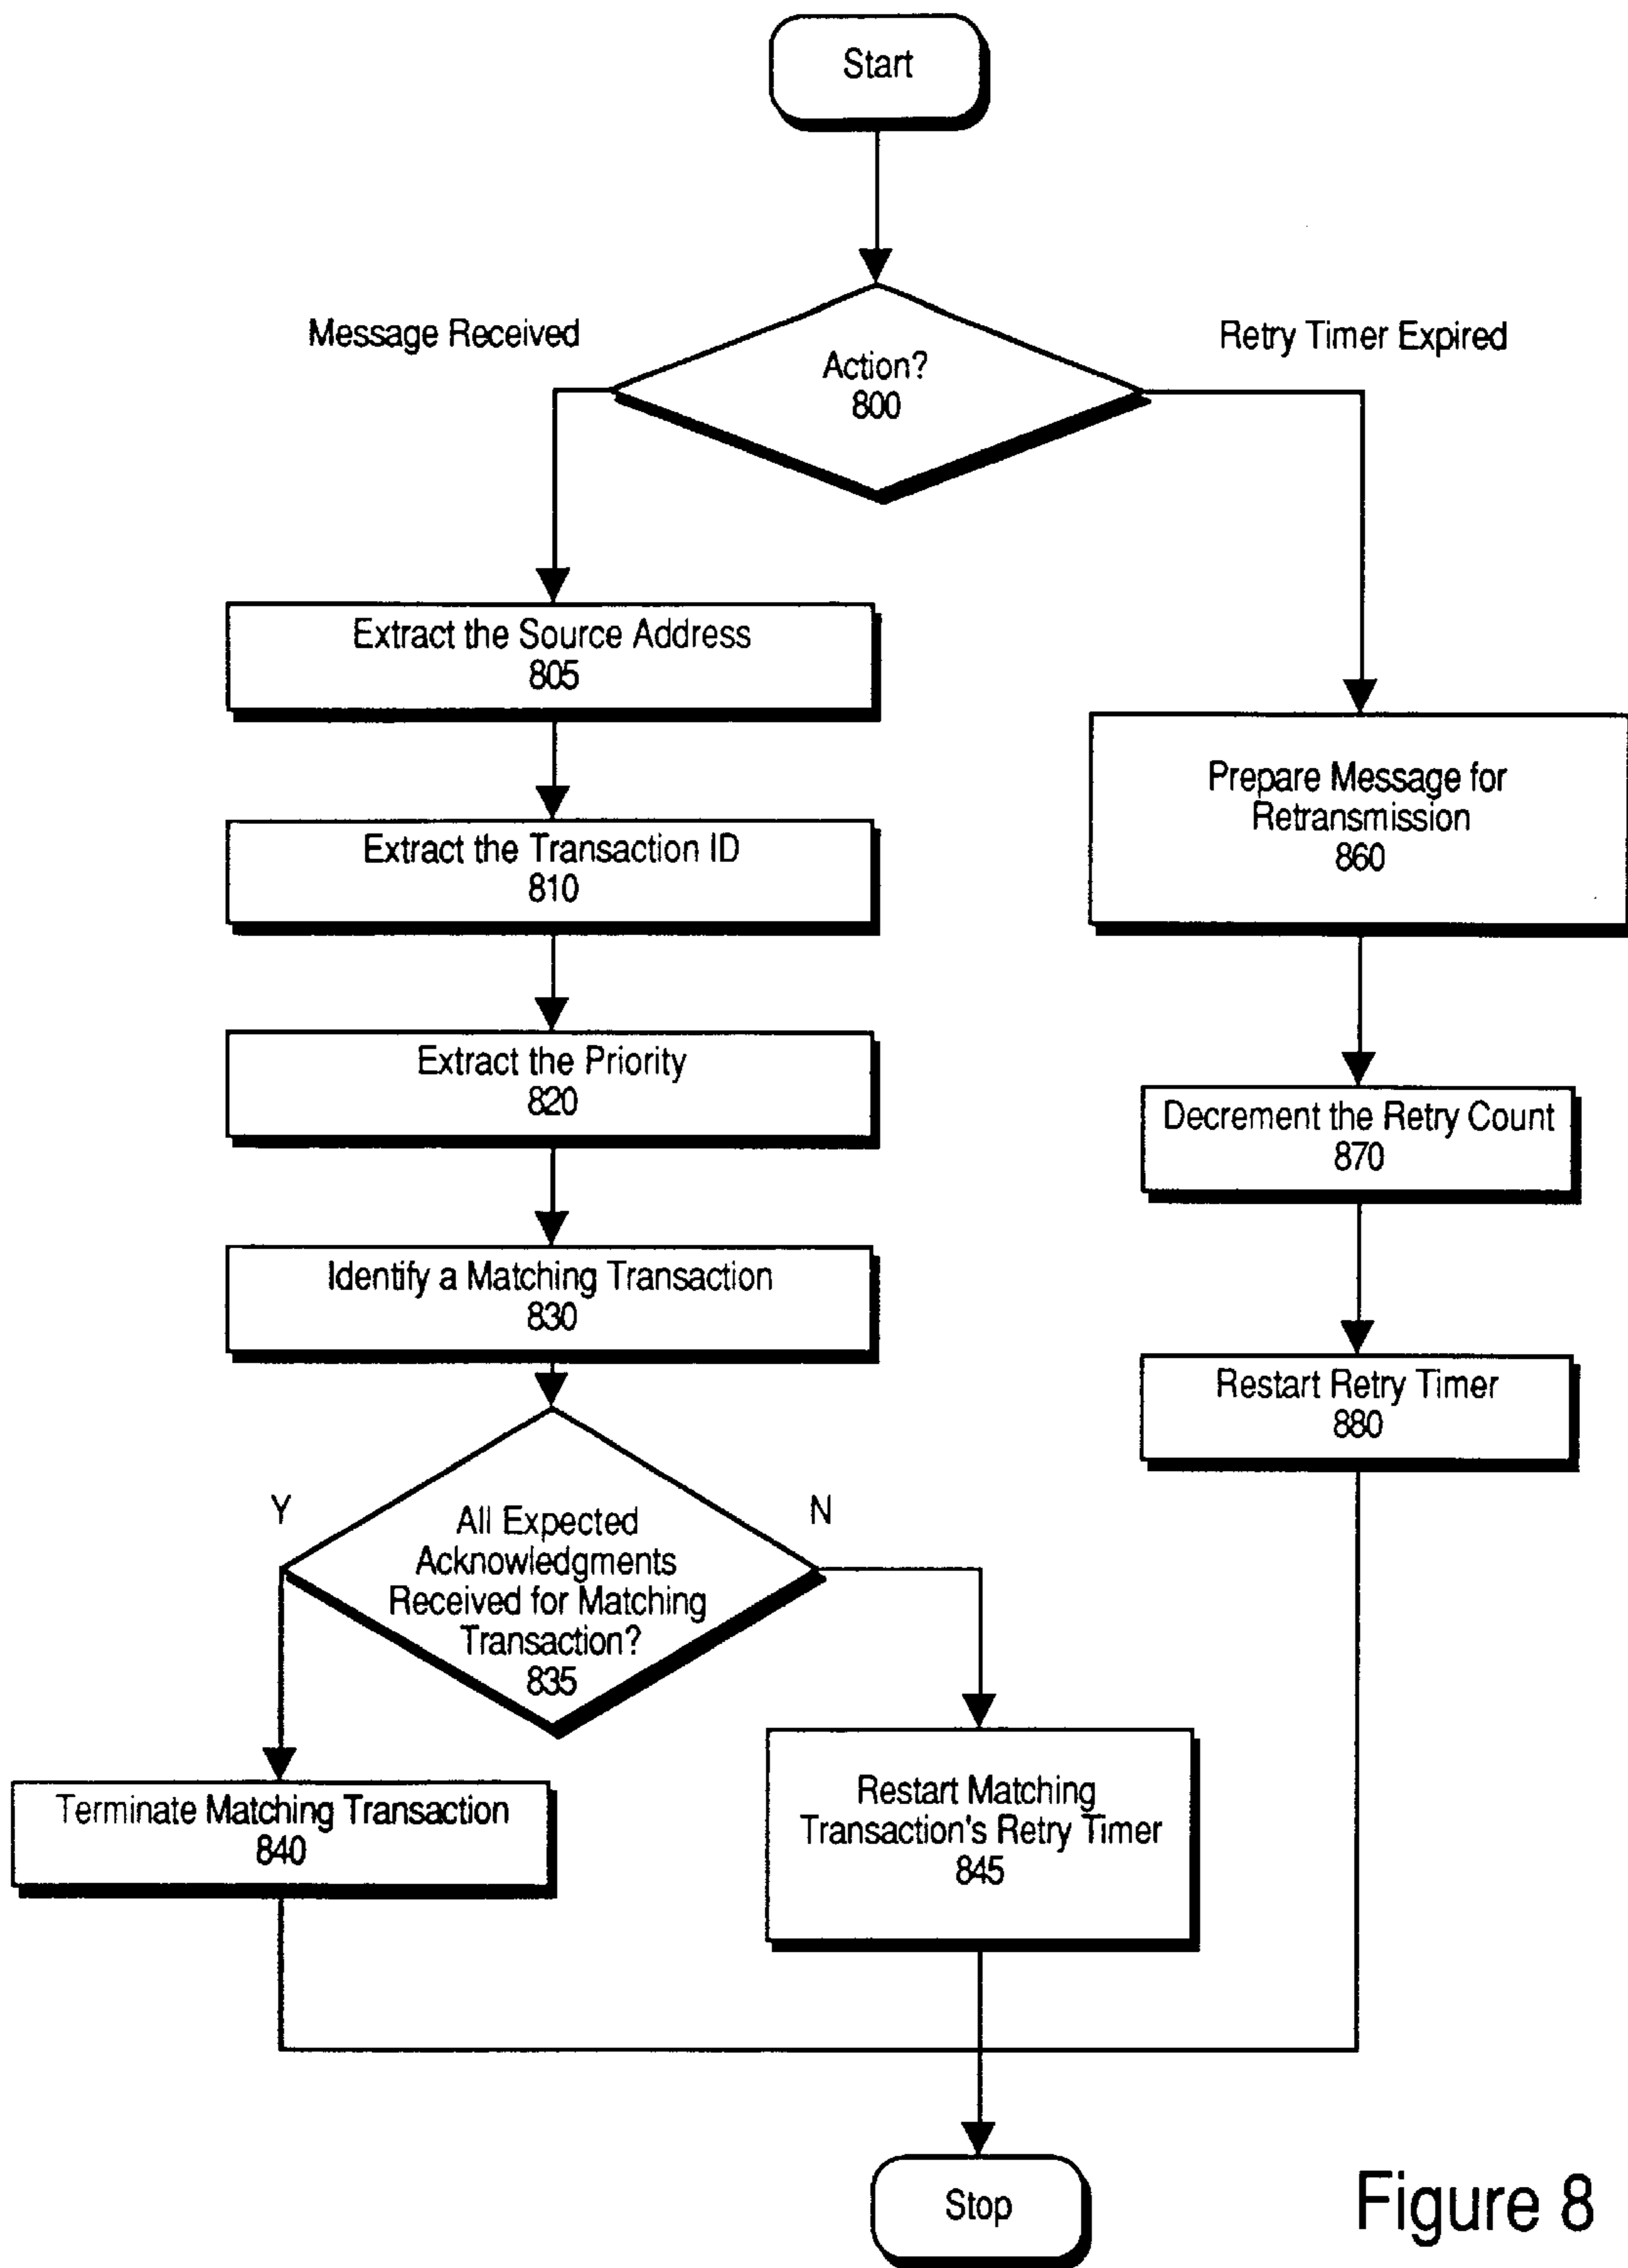 Start
Message Received
Retry Timer Expired
Action?
800
Extract the Source Address
805
Extract the Transaction ID
810
Extract the Priority
820
Identify a Matching Transaction
830
Prepare Message for
Retransmission
860
Decrement the Retry Count
870
Restart Retry Timer
880
Y
N
All Expected
Acknowledgments
Received for Matching
Transaction?
835
Terminate Matching Transaction
840
Restart Matching
Transaction's Retry Timer
845
Stop
Figure 8